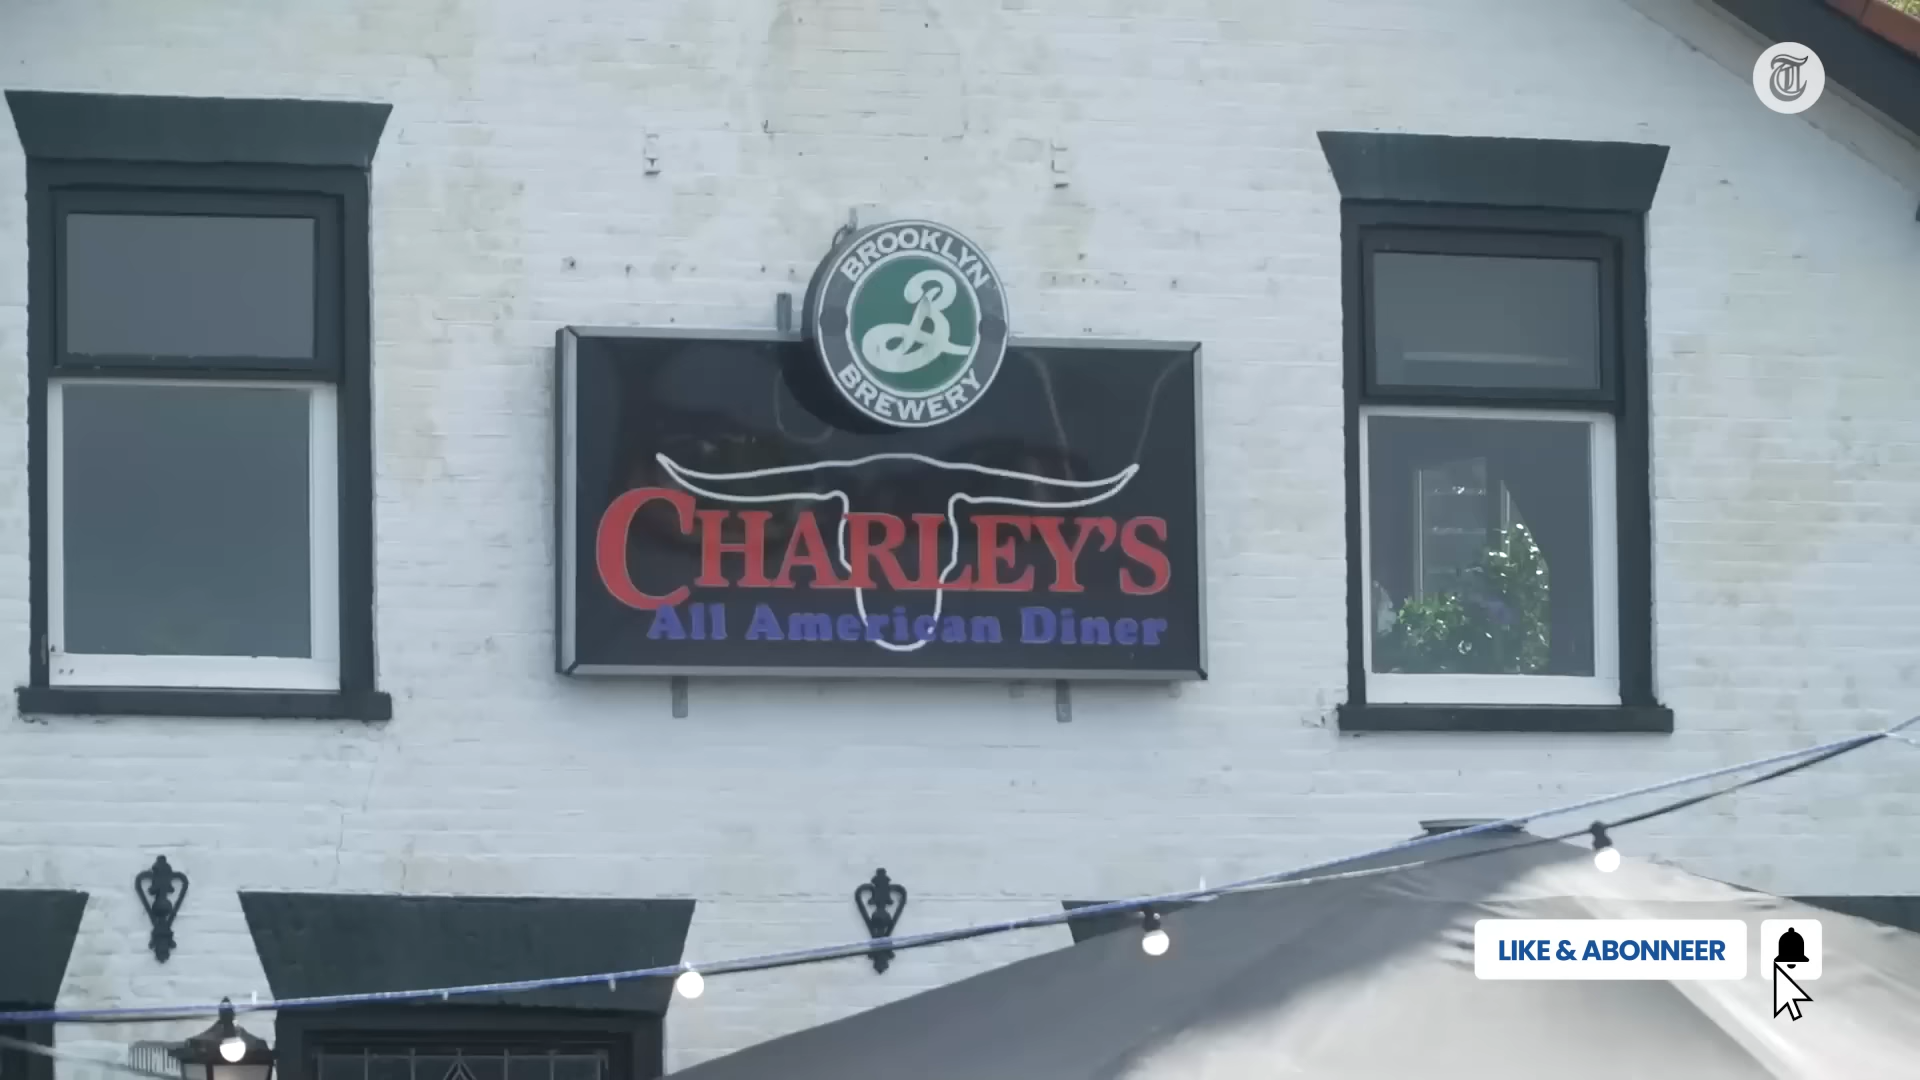 T
BROOKLYN
B
BREWERY
CHARLEY'S
All American Diner
LIKE & ABONNEER